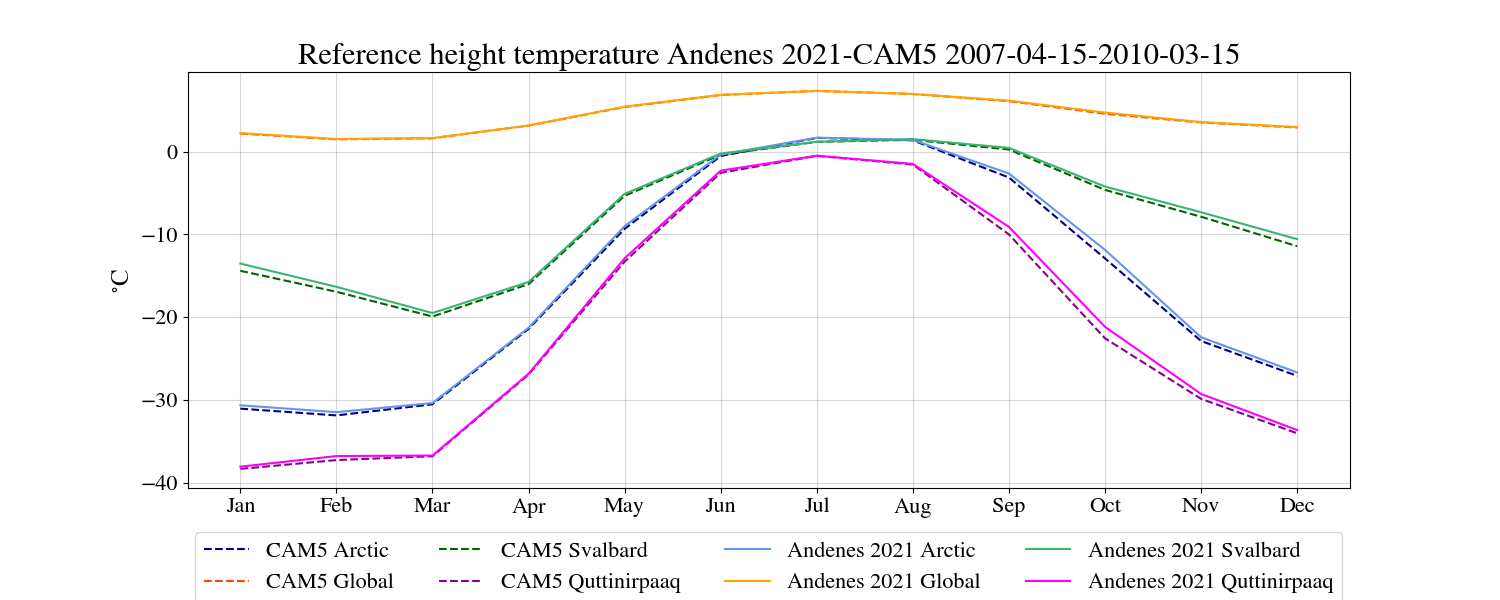 Reference height temperature Andenes 2021-CAM5 2007-04-15-2010-03-15
0
−10
−20
−30
−40
°C
Jan Feb Mar Apr May Jun Jul Aug Sep Oct Nov Dec
CAM5 Arctic CAM5 Svalbard Andenes 2021 Arctic Andenes 2021 Svalbard
CAM5 Global CAM5 Quttinirpaaq Andenes 2021 Global Andenes 2021 Quttinirpaaq